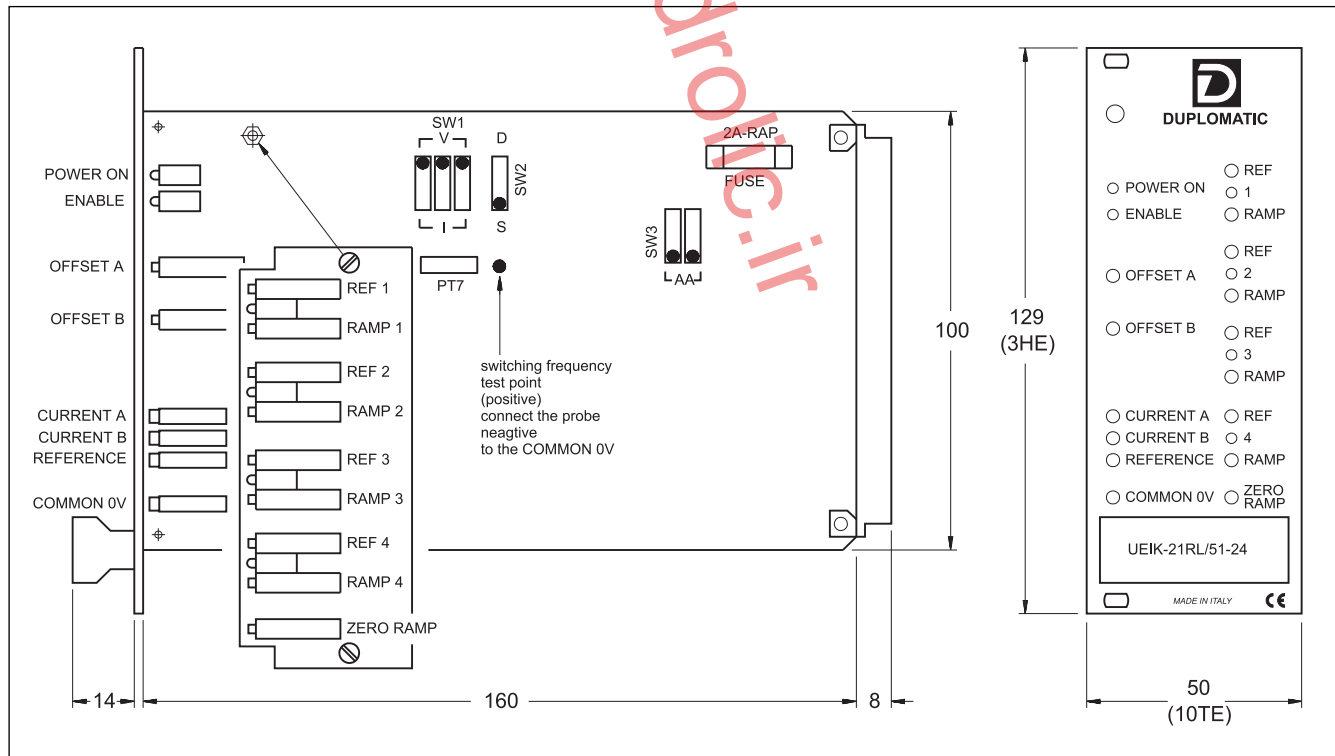 drolic.ir
SW1
V
I
D
SW2
S
2A-RAP
FUSE
POWER ON
ENABLE
OFFSET A
OFFSET B
CURRENT A
CURRENT B
REFERENCE
COMMON 0V
REF 1
RAMP 1
REF 2
RAMP 2
REF 3
RAMP 3
REF 4
RAMP 4
ZERO RAMP
PT7
SW3
AA
switching frequency
test point
(positive)
connect the probe
neagtive
to the COMMON 0V
14
160
8
100
129
(3HE)
D
DUPLOMATIC
POWER ON
ENABLE
OFFSET A
OFFSET B
CURRENT A
CURRENT B
REFERENCE
COMMON 0V
REF
1
RAMP
REF
2
RAMP
REF
3
RAMP
REF
4
RAMP
ZERO
RAMP
UEIK-21RL/51-24
MADE IN ITALY
CE
50
(10TE)